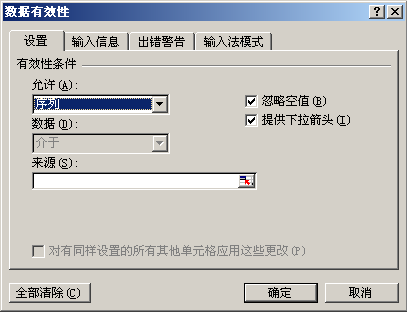 数据有效性
设置 输入信息 出错警告 输入法模式
有效性条件
允许(A):
序列
忽略空值(B)
数据(D):
提供下拉箭头(I)
介于
来源(S):
对有同样设置的所有其他单元格应用这些更改(P)
全部清除(C) 确定 取消